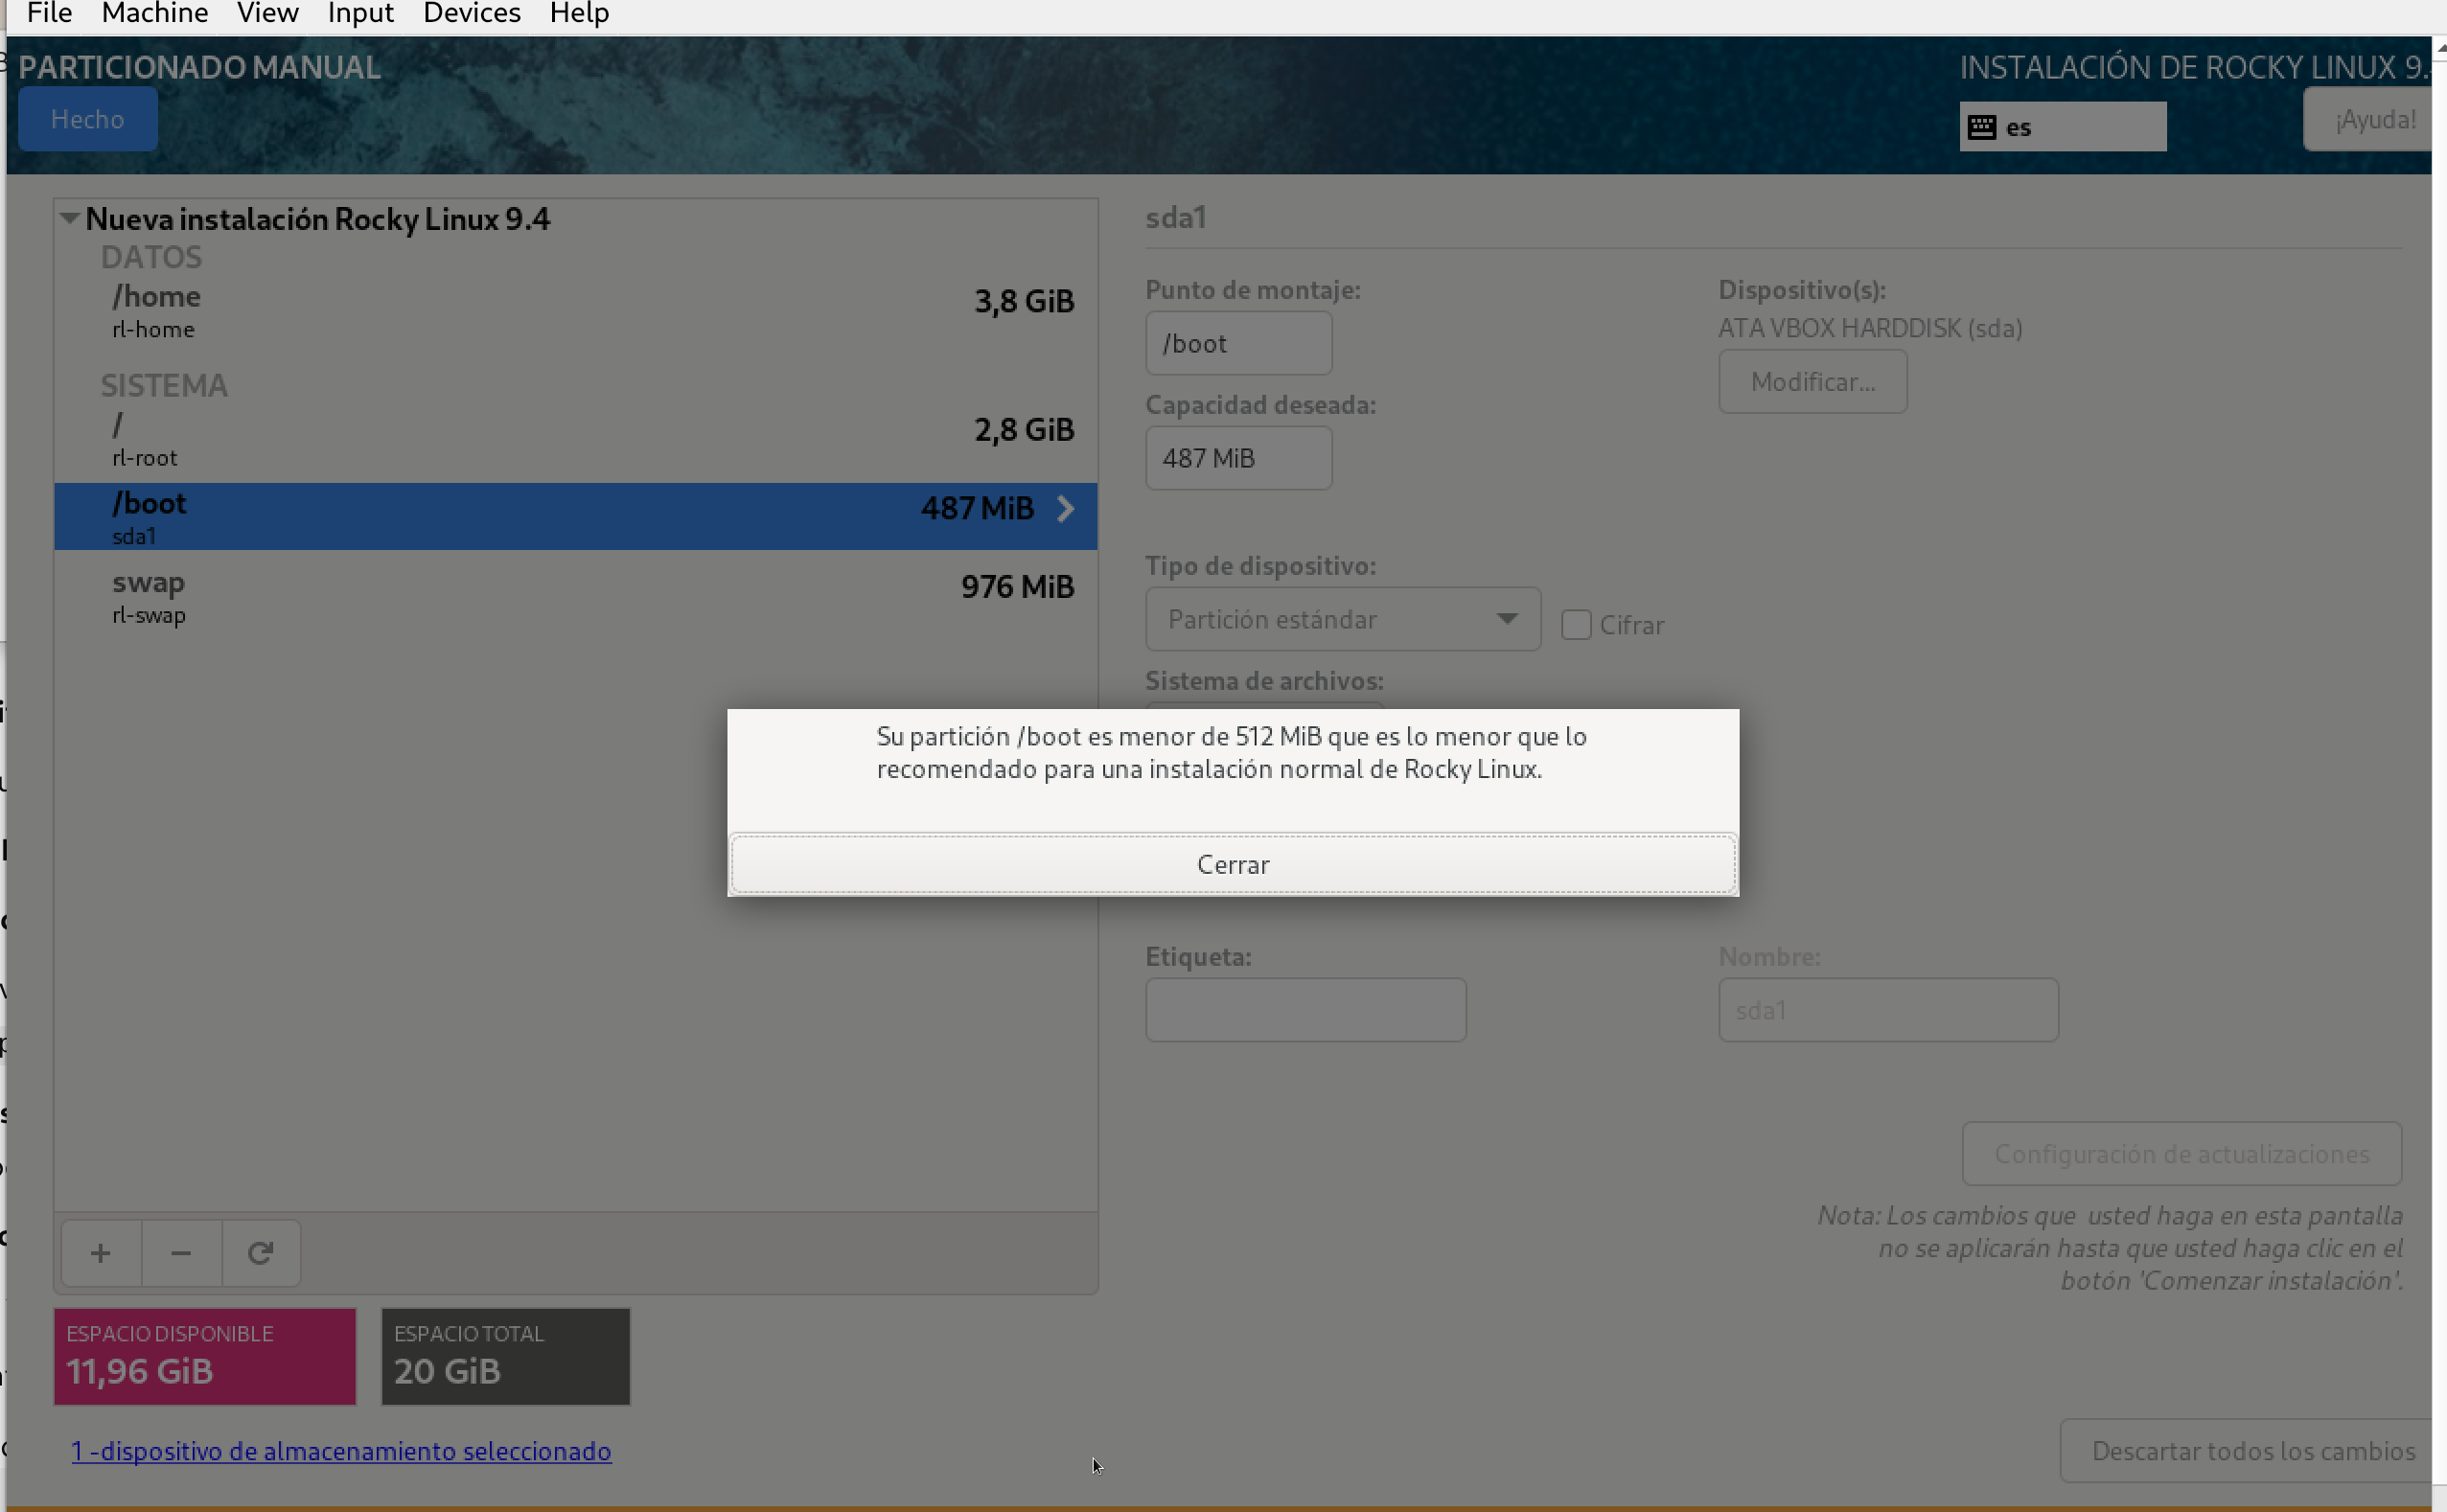 File Machine View Input Devices Help
PARTICIONADO MANUAL
Hecho
INSTALACIÓN DE ROCKY LINUX 9.
es
¡Ayuda!
Nueva instalación Rocky Linux 9.4
DATOS
/home 3,8 GiB
rl-home
SISTEMA
/ 2,8 GiB
rl-root
/boot 487 MiB
sda1
swap 976 MiB
rl-swap
sda1
Punto de montaje:
/boot
Dispositivo(s):
ATA VBOX HARDDISK (sda)
Modificar...
Capacidad deseada:
487 MiB
Tipo de dispositivo:
Partición estándar
Cifrar
Sistema de archivos:
Su partición /boot es menor de 512 MiB que es lo menor que lo
recomendado para una instalación normal de Rocky Linux.
Cerrar
Etiqueta:
Nombre:
sda1
Configuración de actualizaciones
Nota: Los cambios que usted haga en esta pantalla
no se aplicarán hasta que usted haga clic en el
botón 'Comenzar instalación'.
+ −
ESPACIO DISPONIBLE
11,96 GiB
ESPACIO TOTAL
20 GiB
1 -dispositivo de almacenamiento seleccionado
Descartar todos los cambios